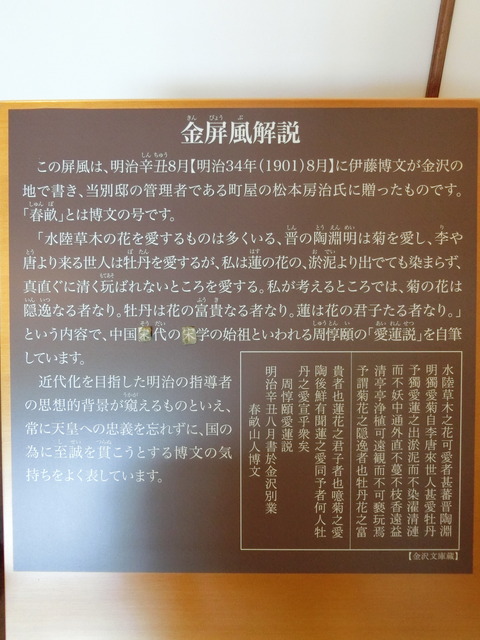 金屏風解説
この屏風は、明治辛丑8月【明治34年(1901)8月】に伊藤博文が金沢の
地で書き、当別邸の管理者である町屋の松本房治氏に贈ったものです。
「春畝」とは博文の号です。
「水陸草木の花を愛するものは多くいる、晋の陶淵明は菊を愛し、李や
唐より来る世人は牡丹を愛するが、私は蓮の花の、淤泥より出でても染まらず、
真直ぐに清く玩ばれないところを愛する。私が考えるところでは、菊の花は
隠逸なる者なり。牡丹は花の富貴なる者なり。蓮は花の君子たる者なり。」
という内容で、中国代の学の始祖といわれる周惇頤の「愛蓮説」を自筆
しています。
近代化を目指した明治の指導者
の思想的背景が窺えるものといえ、
常に天皇への忠義を忘れずに、国の
為に至誠を貫こうとする博文の気
持ちをよく表しています。
水陸草木之花可愛者甚蕃晋陶淵
明獨愛菊自李唐來世人甚愛牡丹
予獨愛蓮之出淤泥而不染濯清漣
而不妖中通外直不蔓不枝香遠益
清亭亭浄植可遠観而不可褻玩焉
予謂菊花之隠逸者也牡丹花之富
貴者也蓮花之君子者也噫菊之愛
陶後鮮有聞蓮之愛同予者何人牡
丹之愛宜乎衆矣
周惇頤愛蓮説
明治辛丑八月書於金沢別業
春畝山人博文
【金沢文庫蔵】